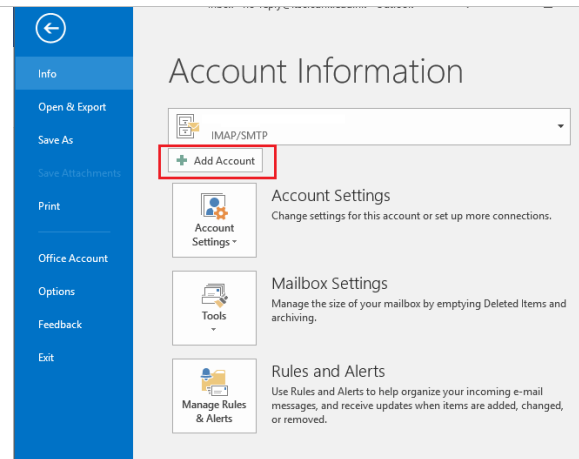 Info
Account Information
Open & Export
Save As
IMAP/SMTP
Add Account
Save Attachments
Print
Account Settings
Change settings for this account or set up more connections.
Account
Settings
Office Account
Options
Mailbox Settings
Manage the size of your mailbox by emptying Deleted Items and
archiving.
Tools
Feedback
Exit
Rules and Alerts
Use Rules and Alerts to help organize your incoming e-mail
messages, and receive updates when items are added, changed,
or removed.
Manage Rules
& Alerts